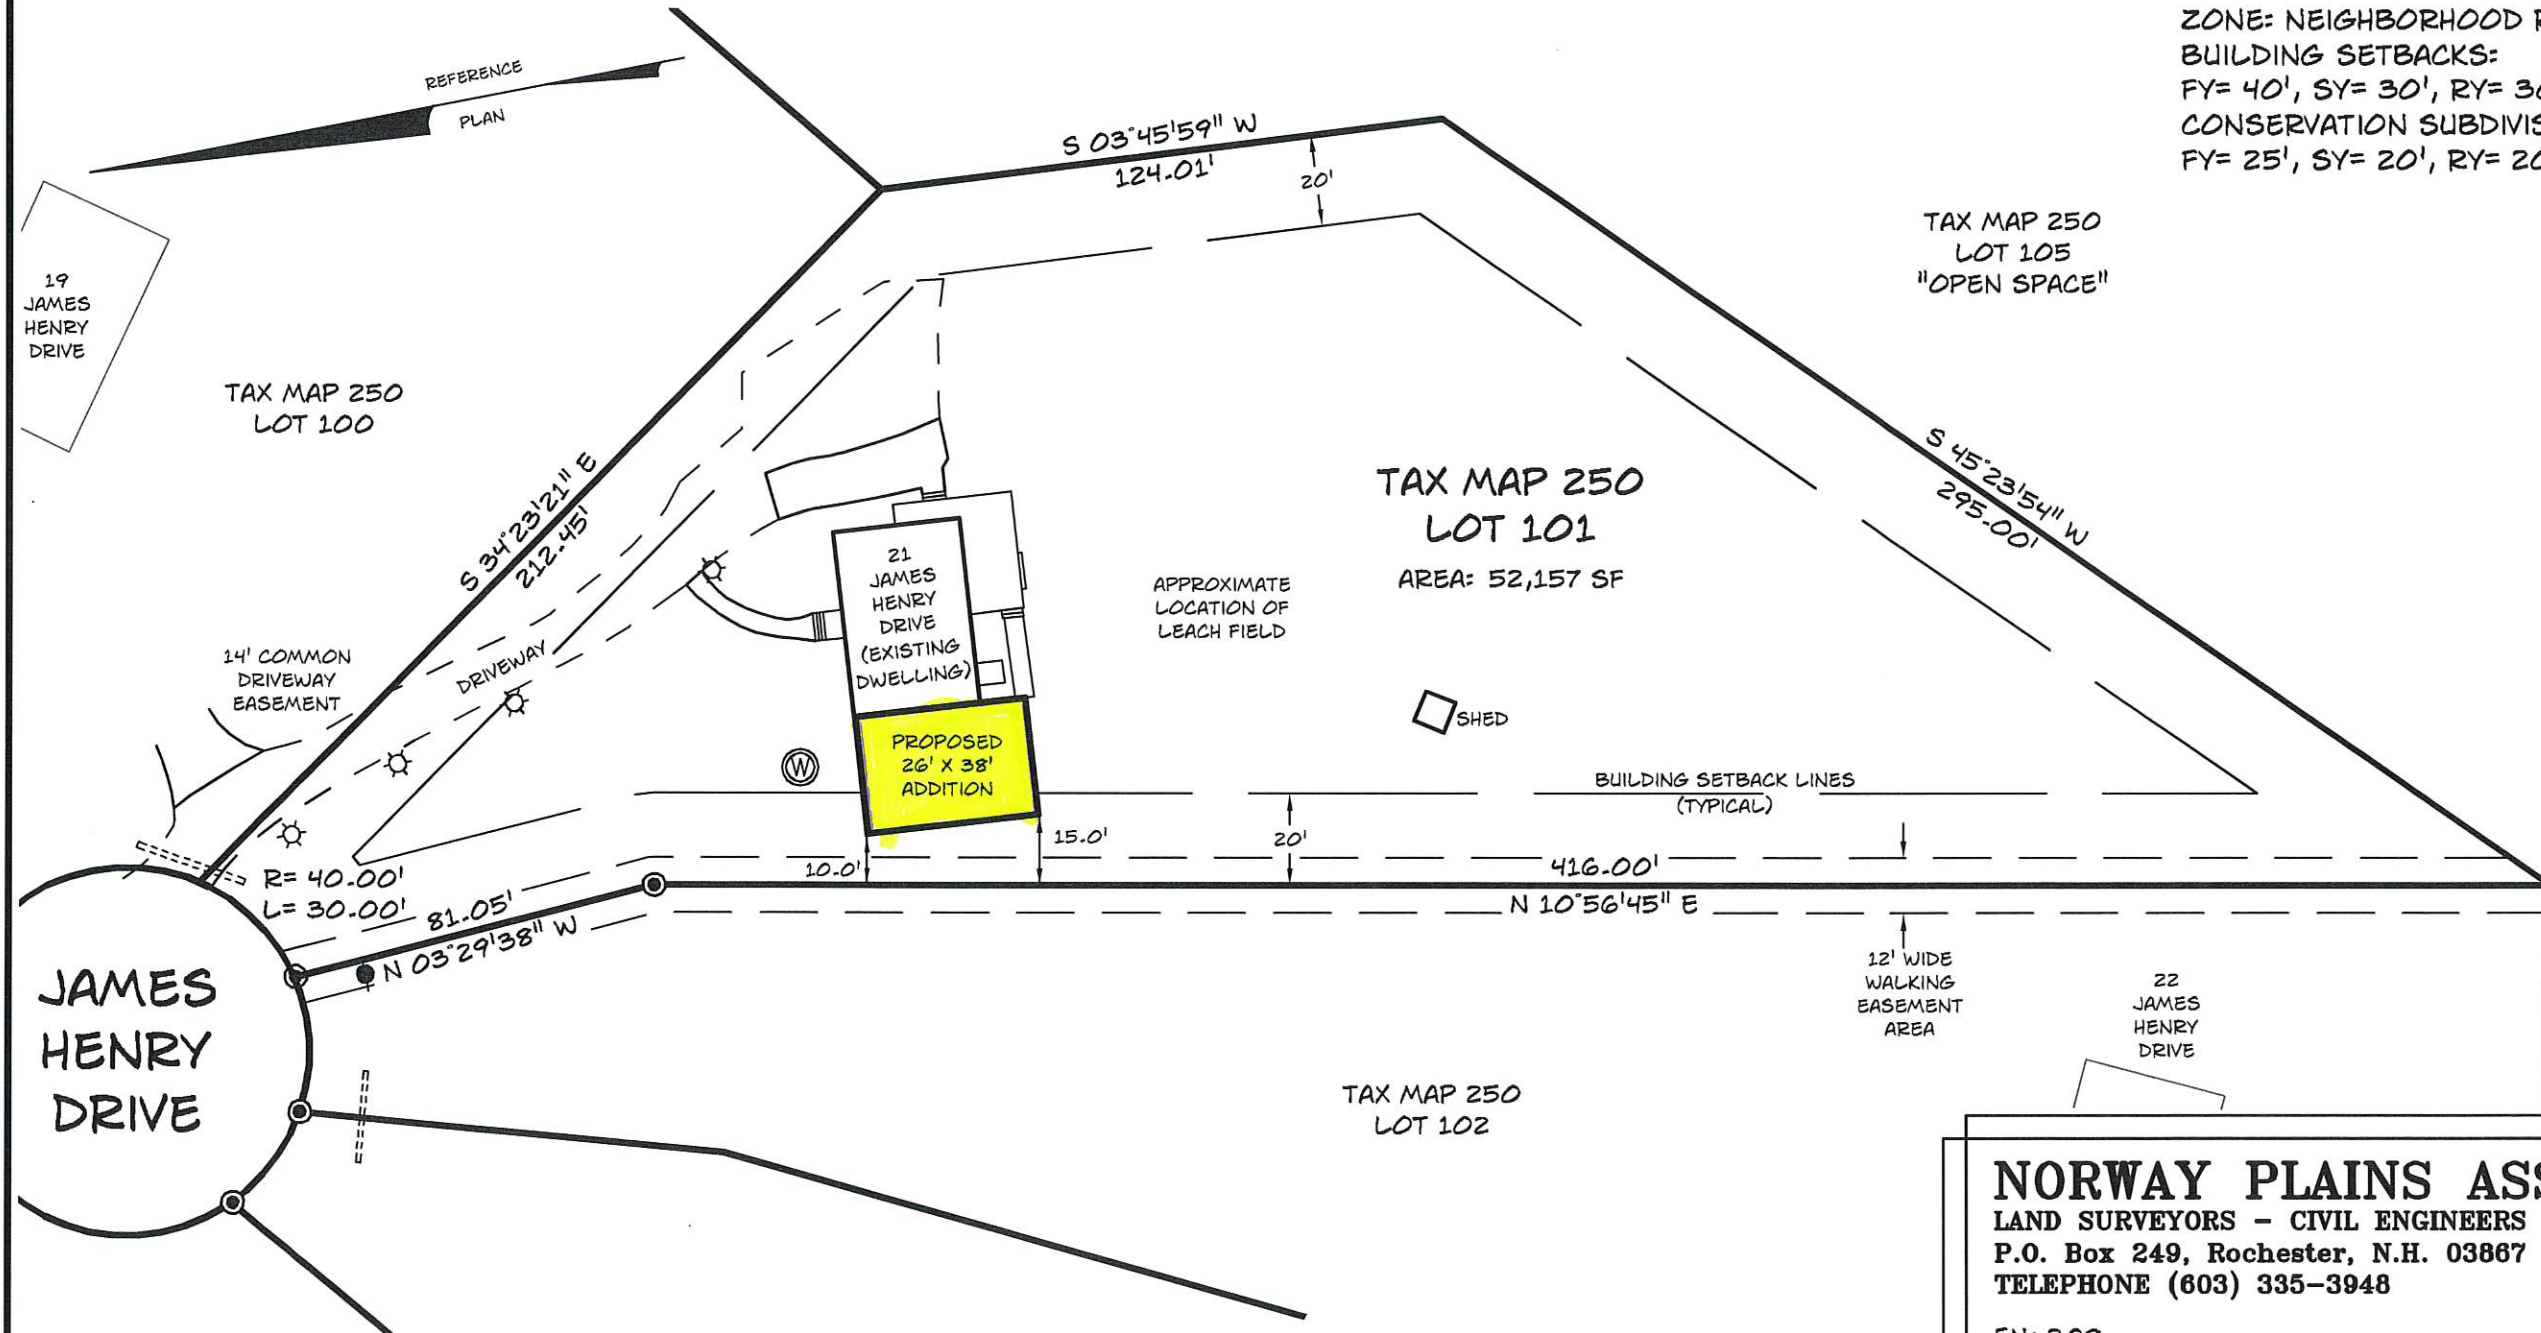 ZONE: NEIGHBORHOOD
BUILDING SETBACKS:
FY= 40', SY= 30', RY=
CONSERVATION
FY= 25', SY= 20', RY=
REFERENCE
PLAN
S 03°45'59" W
124.01'
20'
TAX MAP 250
LOT 105
"OPEN SPACE"
19
JAMES
HENRY
DRIVE
TAX MAP 250
LOT 100
S 34°23'21" E
212.45'
TAX MAP 250
LOT 101
AREA: 52,157 SF
S 45°23'54" W
295.00'
21
JAMES
HENRY
DRIVE
(EXISTING
DWELLING)
APPROXIMATE
LOCATION OF
LEACH FIELD
14' COMMON
DRIVEWAY
EASEMENT
DRIVEWAY
SHED
PROPOSED
26' X 38'
ADDITION
W
BUILDING SETBACK LINES
(TYPICAL)
10.0'
15.0'
20'
416.00'
N 10°56'45" E
R= 40.00'
L= 30.00'
81.05'
N 03°29'38" W
12' WIDE
WALKING
EASEMENT
AREA
22
JAMES
HENRY
DRIVE
JAMES
HENRY
DRIVE
TAX MAP 250
LOT 102
NORWAY PLAINS
LAND SURVEYORS - CIVIL ENGINEERS
P.O. Box 249, Rochester, N.H. 03867
TELEPHONE (603) 335-3948